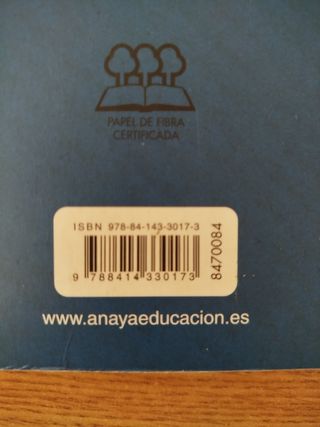 PAPEL DE FIBRA
CERTIFICADA
ISBN 978-84-143-3017-3
9 788414 330173
8470084
www.anayaeducacion.es